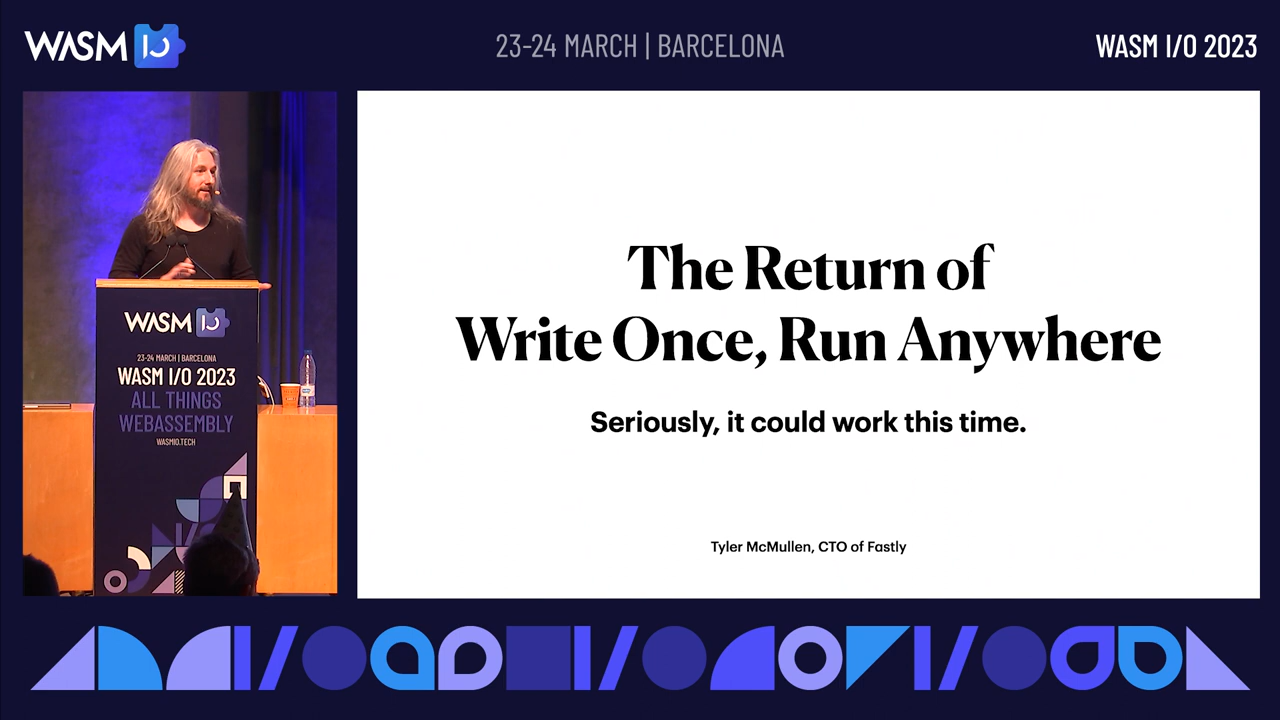 WASM I/O
23-24 MARCH | BARCELONA
WASM I/O 2023
WASM I/O
23-24 MARCH | BARCELONA
WASM I/O 2023
ALL THINGS
WEBASSEMBLY
WASMIO.TECH
The Return of
Write Once, Run Anywhere
Seriously, it could work this time.
Tyler McMullen, CTO of Fastly